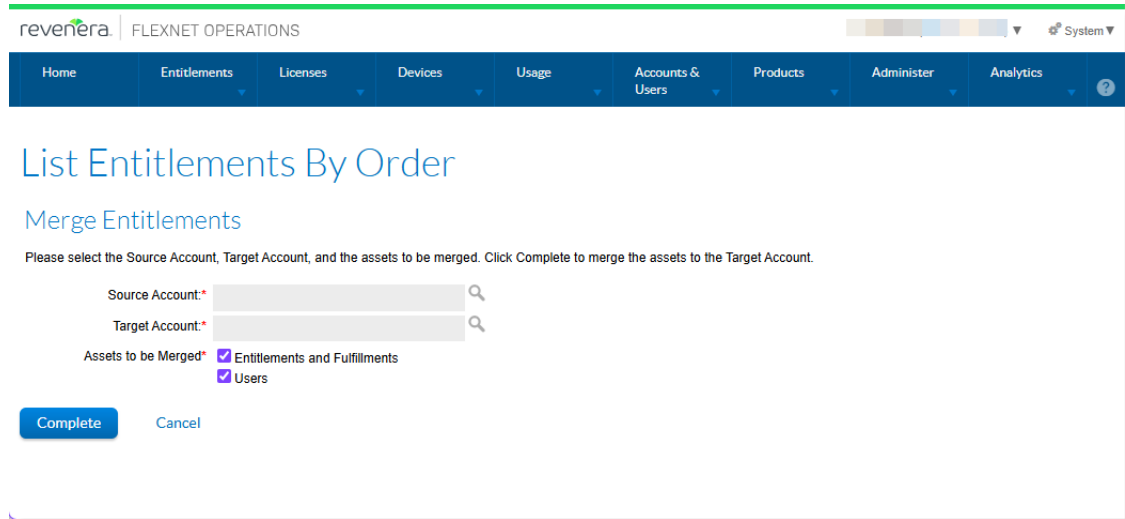 revenera. FLEXNET OPERATIONS
System
Home Entitlements Licenses Devices Usage Accounts & Users Products Administer Analytics ?
List Entitlements By Order
Merge Entitlements
Please select the Source Account, Target Account, and the assets to be merged. Click Complete to merge the assets to the Target Account.
Source Account:*
Target Account:*
Assets to be Merged* Entitlements and Fulfillments
Users
Complete Cancel